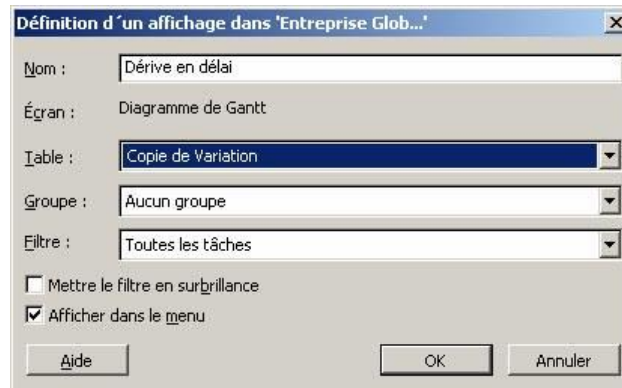 Définition d´un affichage dans 'Entreprise Glob...'
Nom : Dérive en délai
Écran : Diagramme de Gantt
Table : Copie de Variation
Groupe : Aucun groupe
Filtre : Toutes les tâches
Mettre le filtre en surbrillance
Afficher dans le menu
Aide OK Annuler